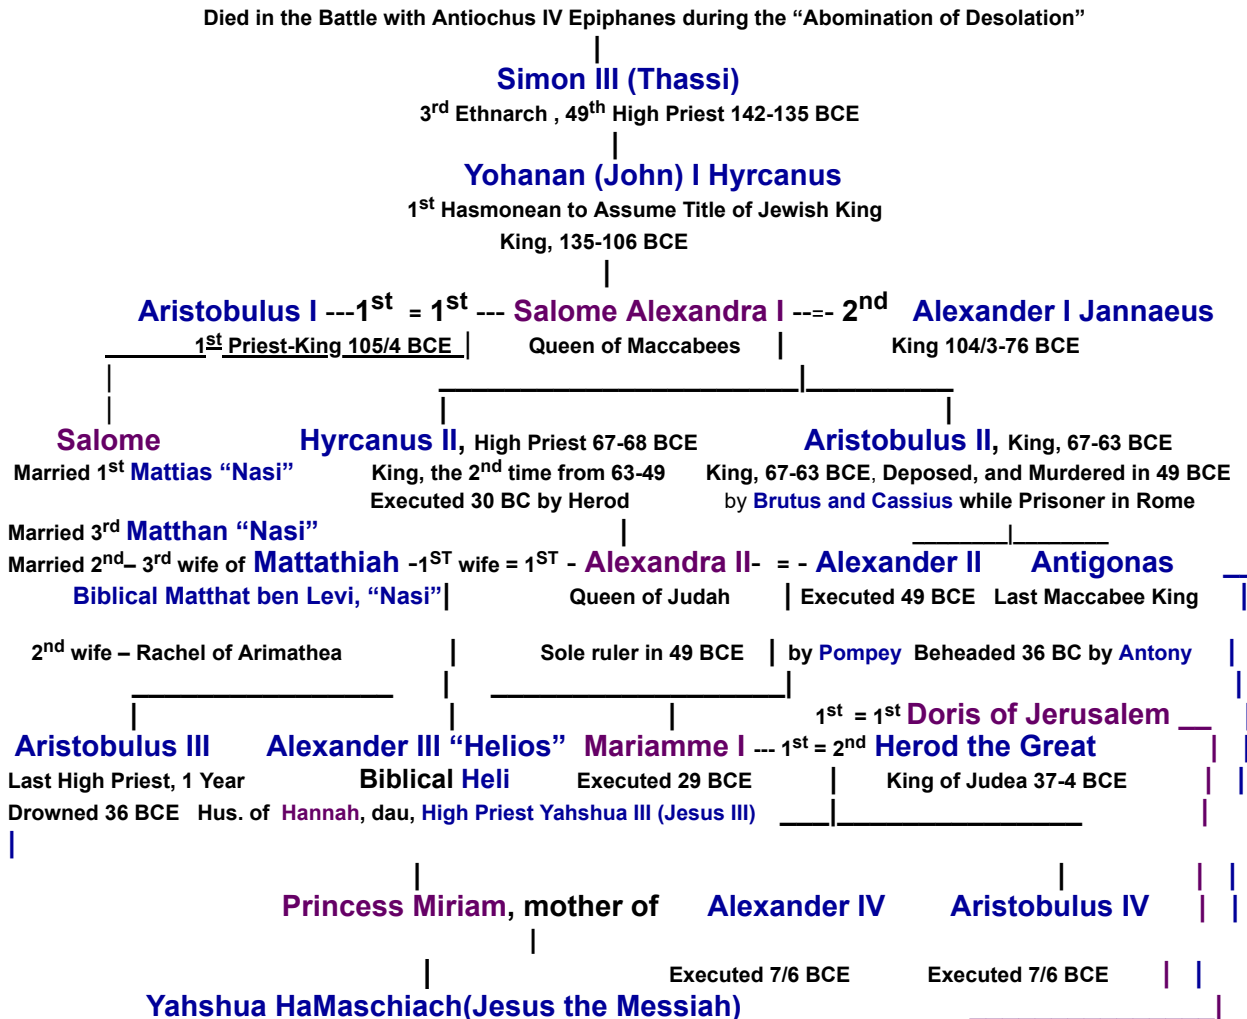 Died in the Battle with Antiochus IV Epiphanes during the “Abomination of Desolation”
|
Simon III (Thassi)
3rd Ethnarch , 49th High Priest 142-135 BCE
|
Yohanan (John) I Hyrcanus
1st Hasmonean to Assume Title of Jewish King
King, 135-106 BCE
|
Aristobulus I ---1st = 1st --- Salome Alexandra I --=- 2nd Alexander I Jannaeus
1st Priest-King 105/4 BCE | Queen of Maccabees | King 104/3-76 BCE
Salome Hyrcanus II, High Priest 67-68 BCE Aristobulus II, King, 67-63 BCE
Married 1st Mattias “Nasi” King, the 2nd time from 63-49 King, 67-63 BCE, Deposed, and Murdered in 49 BCE
Executed 30 BC by Herod by Brutus and Cassius while Prisoner in Rome
Married 3rd Matthan “Nasi”
Married 2nd– 3rd wife of Mattathiah -1ST wife = 1ST - Alexandra II- = - Alexander II Antigonas
Biblical Matthat ben Levi, “Nasi” | Queen of Judah | Executed 49 BCE Last Maccabee King
2nd wife – Rachel of Arimathea | Sole ruler in 49 BCE | by Pompey Beheaded 36 BC by Antony |
1st = 1st Doris of Jerusalem
Aristobulus III Alexander III “Helios” Mariamme I --- 1st = 2nd Herod the Great
Last High Priest, 1 Year Biblical Heli Executed 29 BCE | King of Judea 37-4 BCE
Drowned 36 BCE Hus. of Hannah, dau, High Priest Yahshua III (Jesus III)
Princess Miriam, mother of Alexander IV Aristobulus IV
Executed 7/6 BCE Executed 7/6 BCE
Yahshua HaMaschiach(Jesus the Messiah)